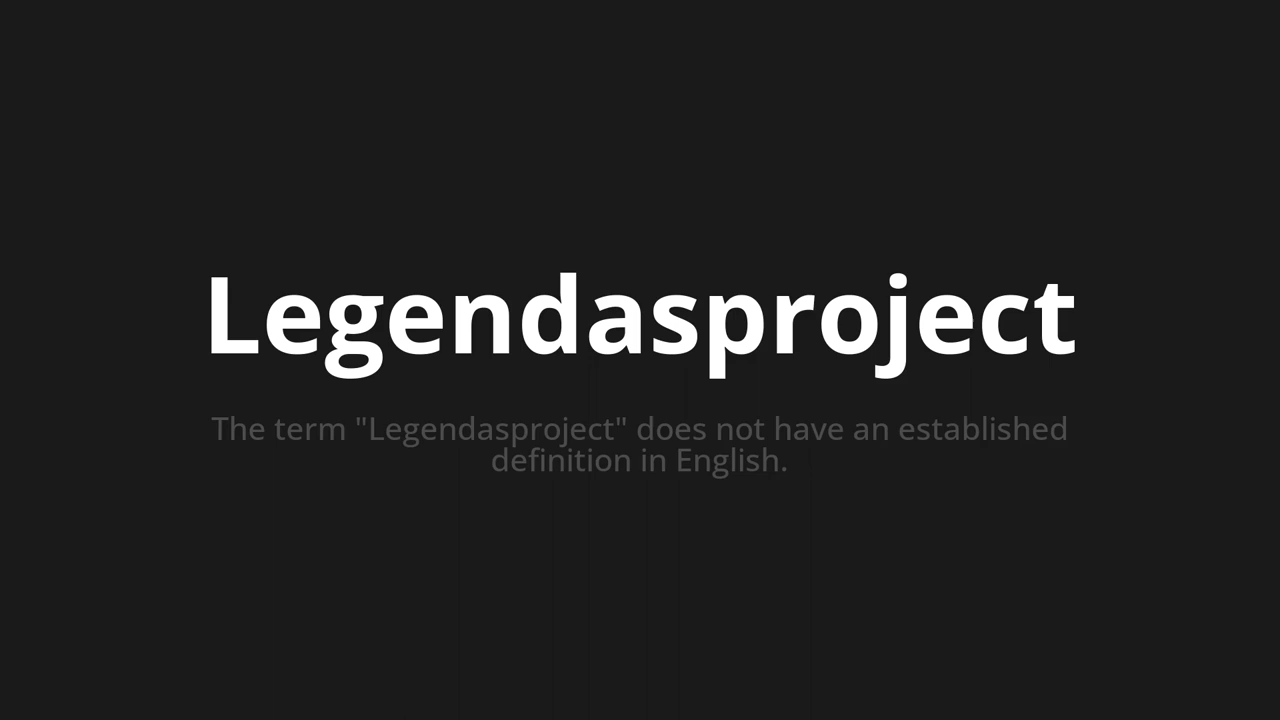 Legendasproject
The term "Legendasproject" does not have an established
definition in English.